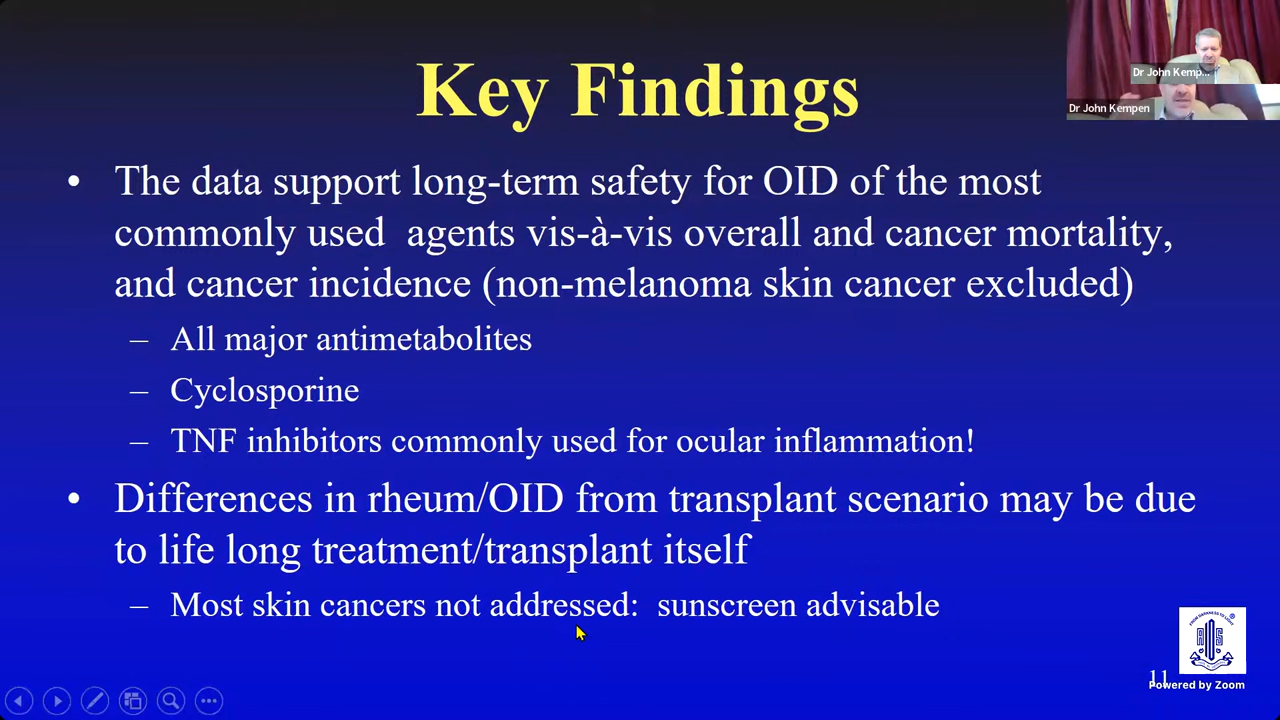 Key Findings
Dr John Kemp...
Dr John Kempen
• The data support long-term safety for OID of the most
commonly used agents vis-à-vis overall and cancer mortality,
and cancer incidence (non-melanoma skin cancer excluded)
– All major antimetabolites
– Cyclosporine
– TNF inhibitors commonly used for ocular inflammation!
• Differences in rheum/OID from transplant scenario may be due
to life long treatment/transplant itself
– Most skin cancers not addressed: sunscreen advisable
11
Powered by Zoom